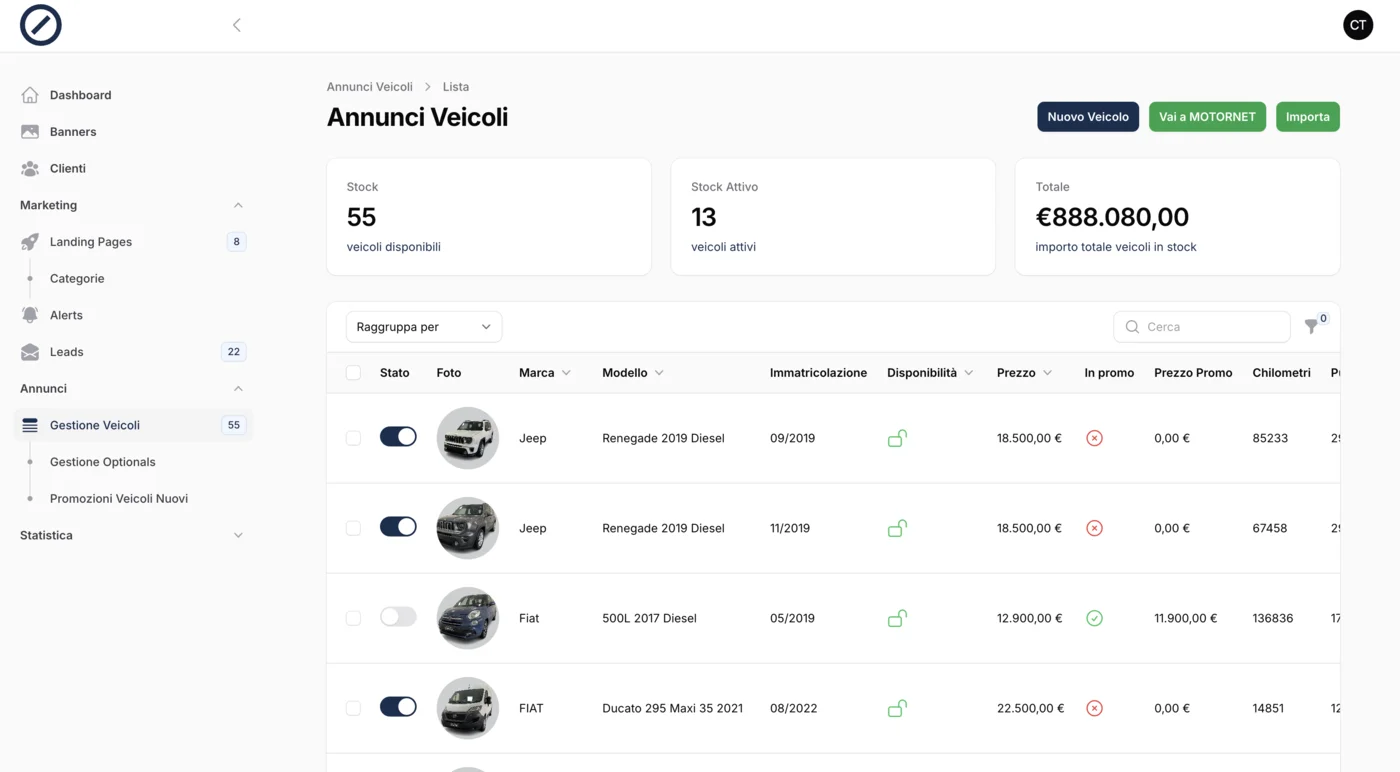 CT
Dashboard
Banners
Clienti
Marketing
Landing Pages 8
Categorie
Alerts
Leads 22
Annunci
Gestione Veicoli 55
Gestione Optionals
Promozioni Veicoli Nuovi
Statistica
Annunci Veicoli Lista
Annunci Veicoli
Nuovo Veicolo Vai a MOTORNET Importa
Stock
55
veicoli disponibili
Stock Attivo
13
veicoli attivi
Totale
€888.080,00
importo totale veicoli in stock
Raggruppa per Cerca 0
Stato Foto Marca Modello Immatricolazione Disponibilità Prezzo In promo Prezzo Promo Chilometri
Jeep Renegade 2019 Diesel 09/2019 18.500,00 € 0,00 € 85233
Jeep Renegade 2019 Diesel 11/2019 18.500,00 € 0,00 € 67458
Fiat 500L 2017 Diesel 05/2019 12.900,00 € 11.900,00 € 136836
FIAT Ducato 295 Maxi 35 2021 08/2022 22.500,00 € 0,00 € 14851